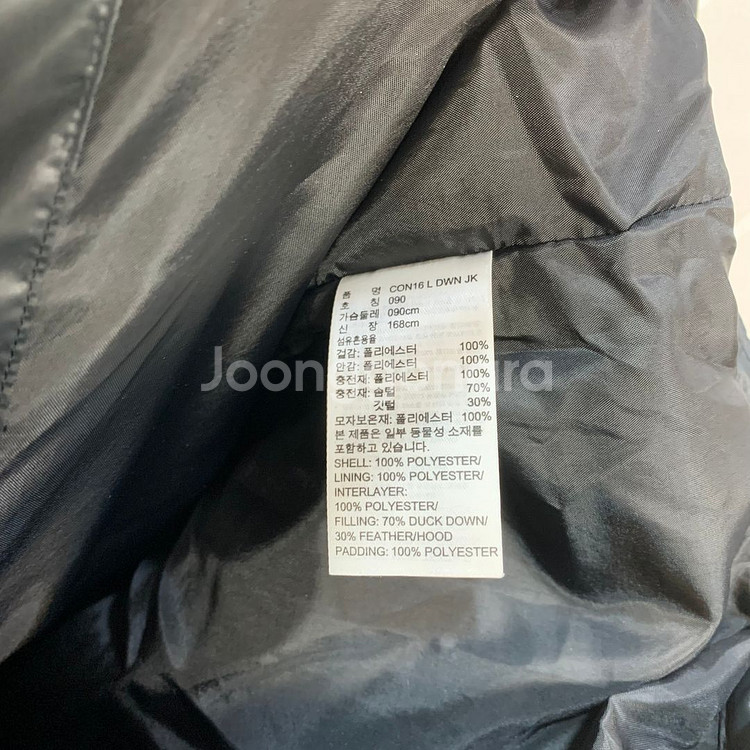 품 명 CON16 L DWN JK
호 칭 090
가슴둘레 090cm
신 장 168cm
섬유혼용율
겉감: 폴리에스터 100%
안감: 폴리에스터 100%
충전재: 폴리에스터 100%
충전재: 솜털 70%
깃털 30%
모자보온재: 폴리에스터 100%
본 제품은 일부 동물성 소재를
포함하고 있습니다.
SHELL: 100% POLYESTER/
LINING: 100% POLYESTER/
INTERLAYER:
100% POLYESTER/
FILLING: 70% DUCK DOWN/
30% FEATHER/HOOD
PADDING: 100% POLYESTER